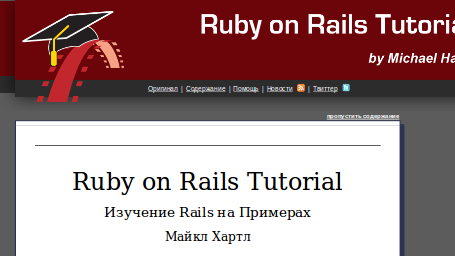 Ruby on Rails Tutoria
by Michael Ha
Оригинал | Содержание | Помощь | Новости | Твиттер
пропустить содержание
Ruby on Rails Tutorial
Изучение Rails на Примерах
Майкл Хартл